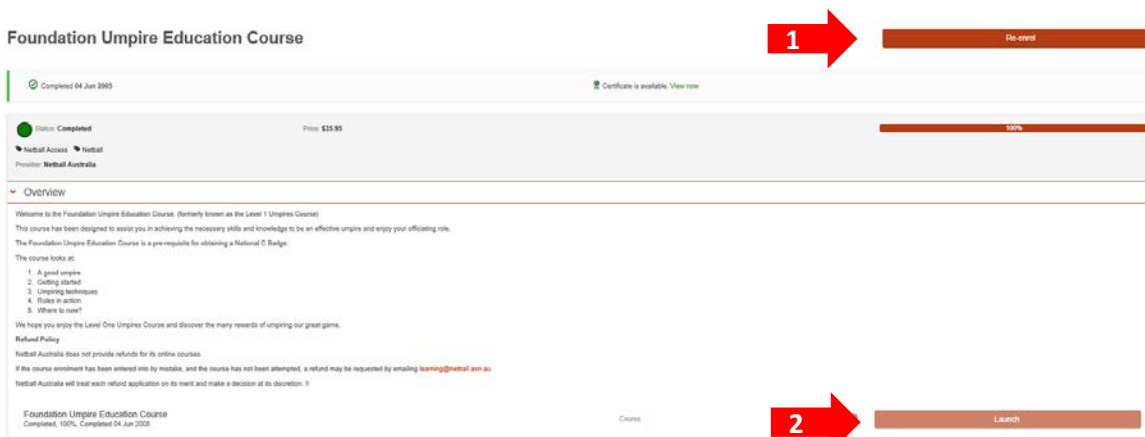 1
Foundation Umpire Education Course
Re-enrol
Completed 04 Jun 2005
Certificate is available. View now
Status: Completed
Price: $35.95
100%
Netball Access Netball
Provider: Netball Australia
Overview
Welcome to the Foundation Umpire Education Course. (formerly known as the Level 1 Umpires Course)
This course has been designed to assist you in achieving the necessary skills and knowledge to be an effective umpire and enjoy your officiating role.
The Foundation Umpire Education Course is a pre-requisite for obtaining a National C Badge.
The course looks at:
1. A good umpire
2. Getting started
3. Umpiring techniques
4. Rules in action
5. Where to now?
We hope you enjoy the Level One Umpires Course and discover the many rewards of umpiring our great game.
Refund Policy
Netball Australia does not provide refunds for its online courses.
If the course enrolment has been entered into by mistake, and the course has not been attempted, a refund may be requested by emailing learning@netball.asn.au.
Netball Australia will treat each refund application on its merit and make a decision at its discretion.
Foundation Umpire Education Course
Course
2
Launch
Completed, 100%, Completed 04 Jun 2005